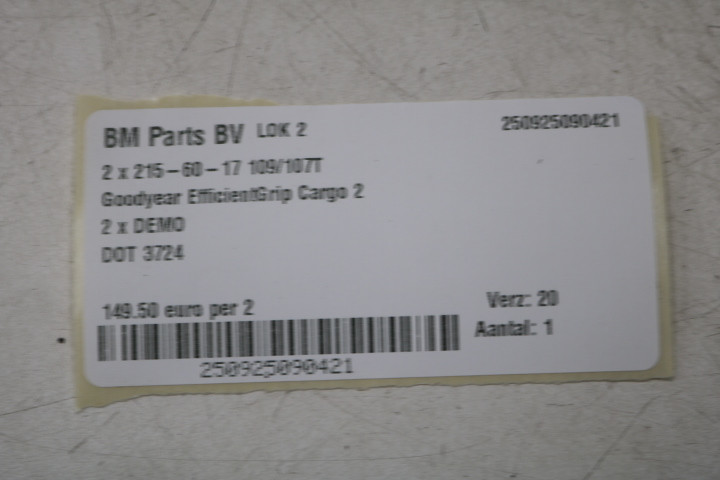 BM Parts BV LOK 2
250925090421
2 x 215-60-17 109/107T
Goodyear EfficientGrip Cargo 2
2 x DEMO
DOT 3724
149.50 euro per 2
Verz: 20
Aantal: 1
250925090421